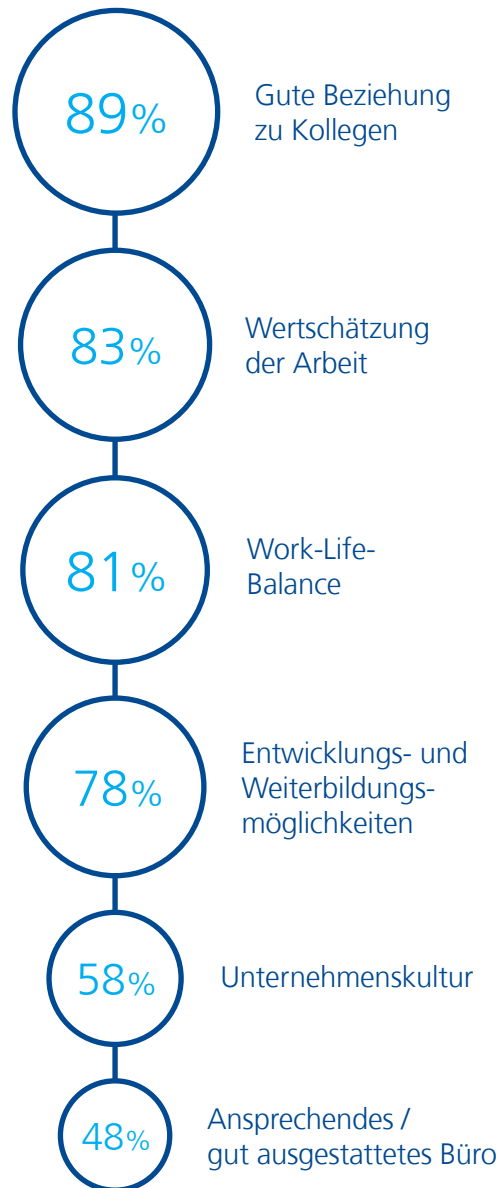 89%
Gute Beziehung
zu Kollegen
83%
Wertschätzung
der Arbeit
81%
Work-Life-
Balance
78%
Entwicklungs- und
Weiterbildungs-
möglichkeiten
58%
Unternehmenskultur
48%
Ansprechendes /
gut ausgestattetes Büro